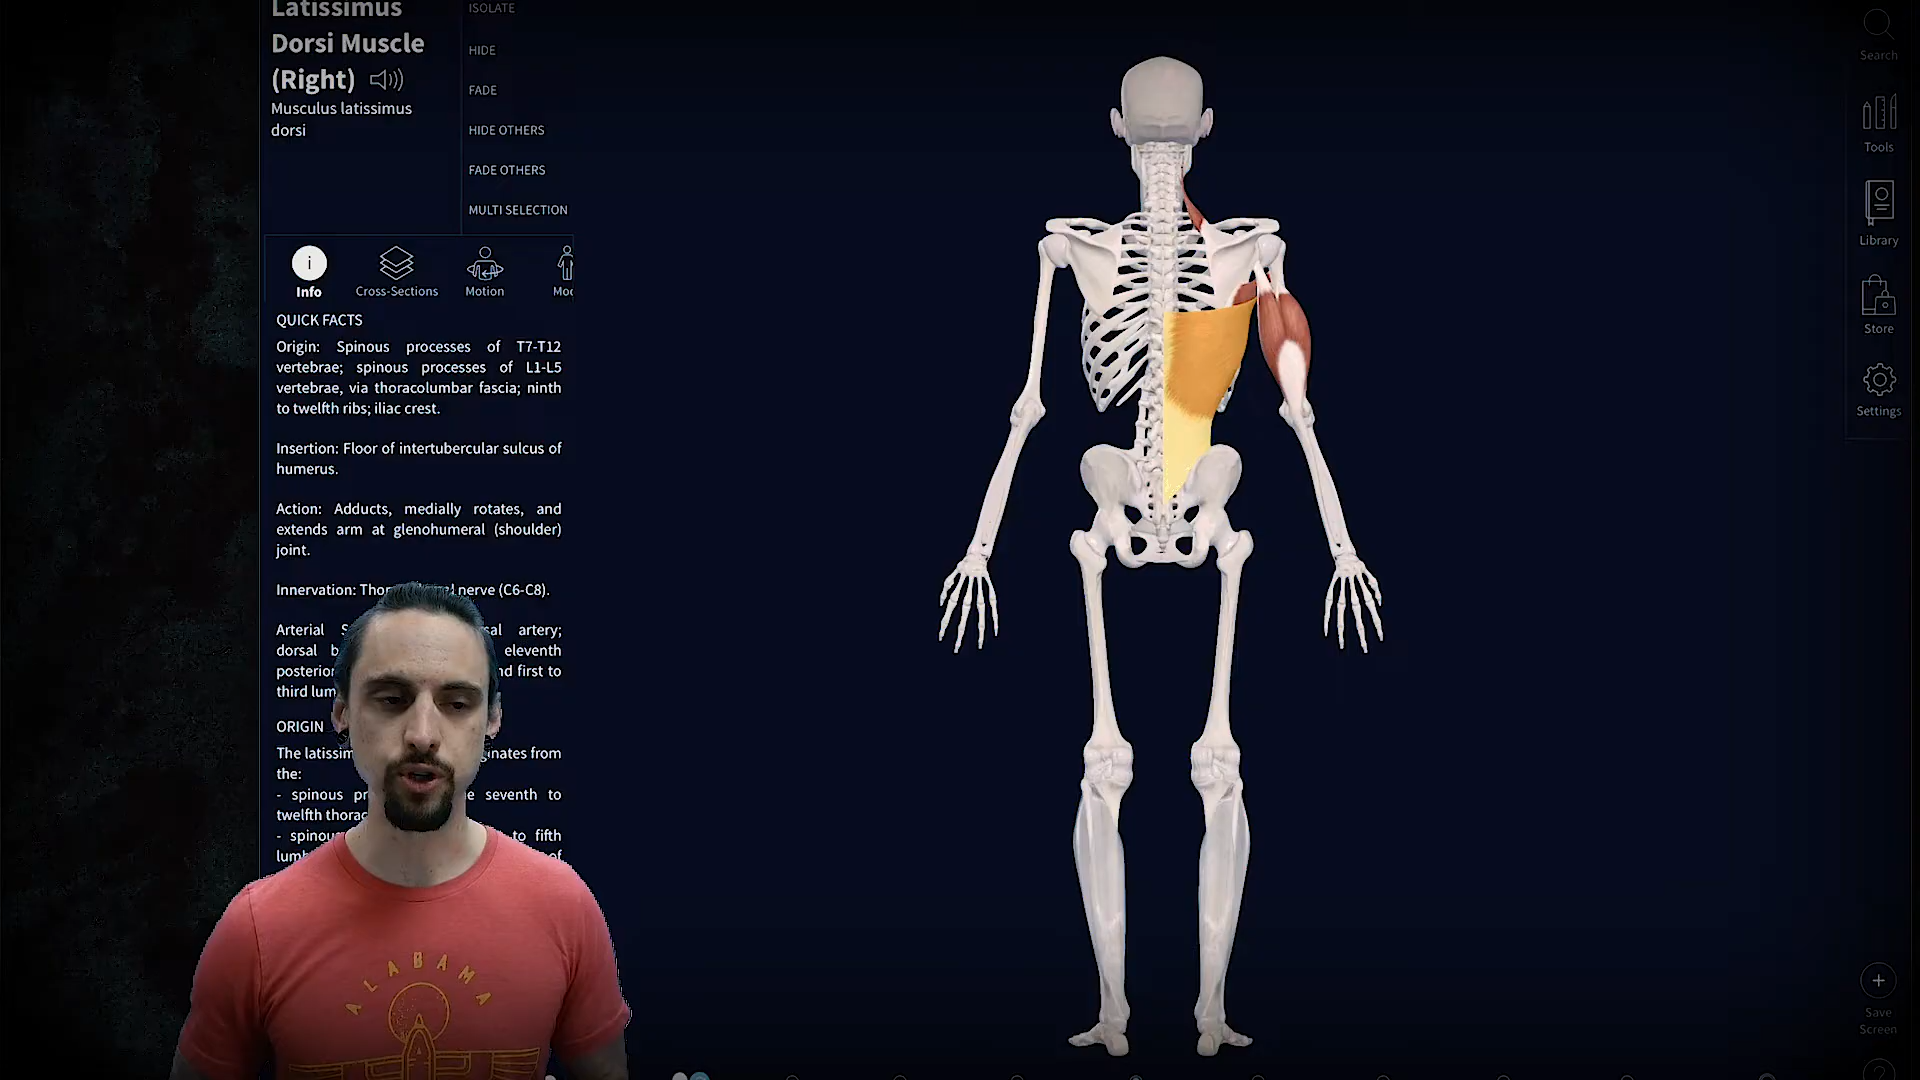 Latissimus
Dorsi Muscle
(Right)
Musculus latissimus
dorsi
ISOLATE
HIDE
FADE
HIDE OTHERS
FADE OTHERS
MULTI SELECTION
Info
Cross-Sections
Motion
QUICK FACTS
Origin: Spinous processes of T7-T12
vertebrae; spinous processes of L1-L5
vertebrae, via thoracolumbar fascia; ninth
to twelfth ribs; iliac crest.
Insertion: Floor of intertubercular sulcus of
humerus.
Action: Adducts, medially rotates, and
extends arm at glenohumeral (shoulder)
joint.
Innervation: nerve (C6-C8).
Arterial artery;
dorsal eleventh
first to
third
ORIGIN
The from
the:
- spinous seventh to
twelfth
- to fifth
of
ALABAMA
Search
Tools
Library
Store
Settings
Save
Screen